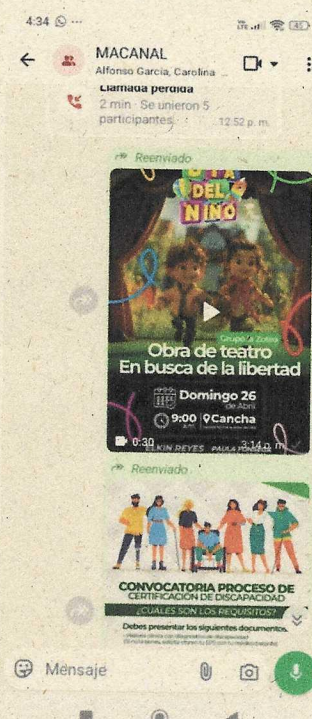 4:34
MACANAL
Alfonso García, Carolina ...
Llamada perdida
2 min · Se unieron 5
participantes.
12:52 p. m.
Reenviado
DÍA
DEL
NIÑO
Obra de teatro
En busca de la libertad
Domingo 26
de Abril
9:00
Cancha
0:30
3:14 p. m.
ELKIN REYES
Reenviado
CONVOCATORIA PROCESO DE
CERTIFICACIÓN DE DISCAPACIDAD
¿CUÁLES SON LOS REQUISITOS?
Debes presentar los siguientes documentos.
Mensaje